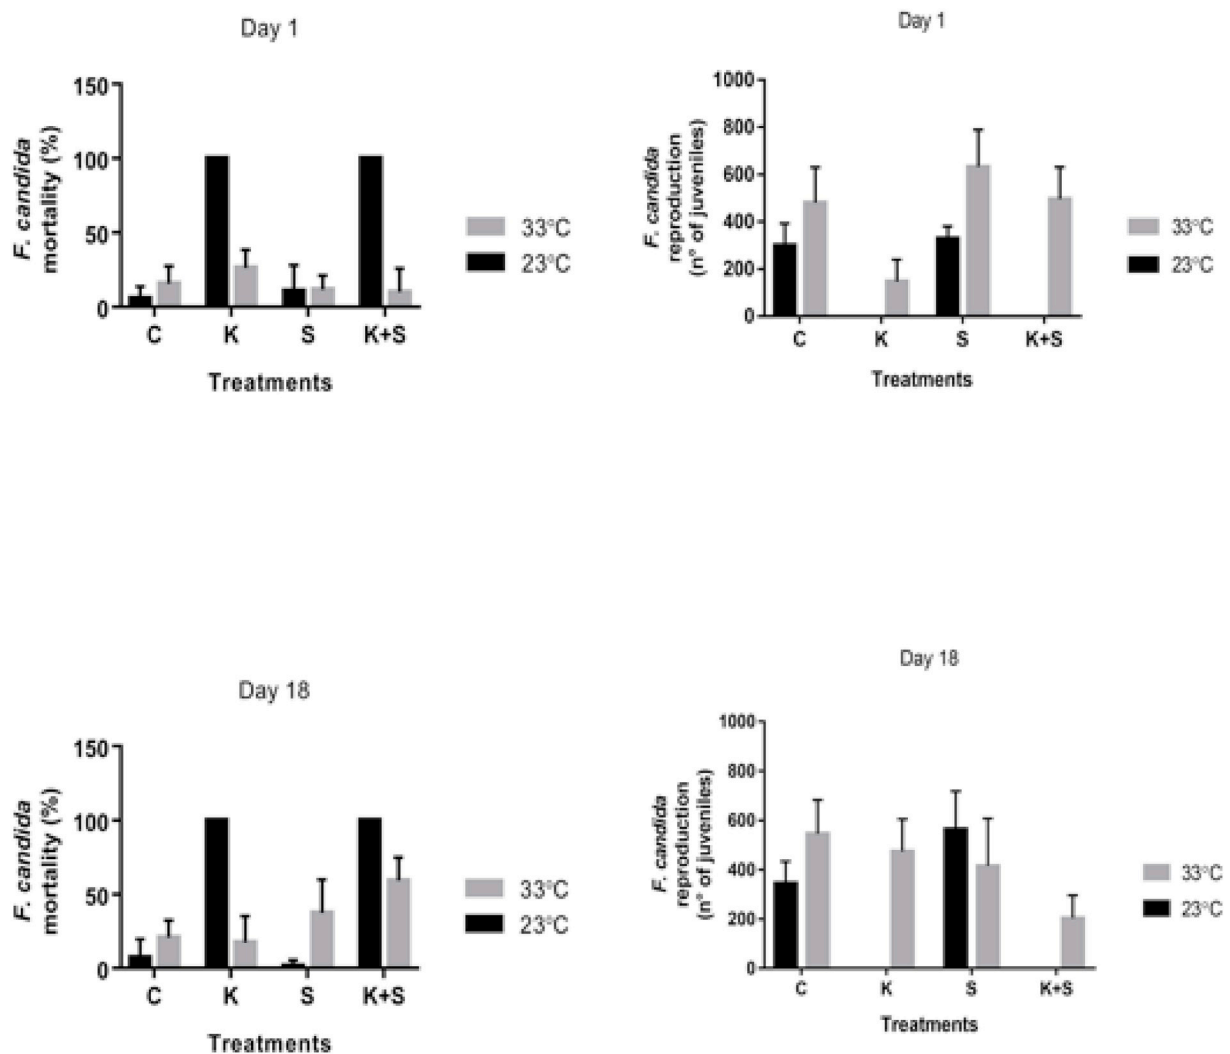 Day 1
150
100
50
0
F. candida
mortality (%)
C K S K+S
Treatments
33°C
23°C
Day 1
1000
800
600
400
200
0
F. candida
reproduction
(n° of juveniles)
C K S K+S
Treatments
33°C
23°C
Day 18
150
100
50
0
F. candida
mortality (%)
C K S K+S
Treatments
33°C
23°C
Day 18
1000
800
600
400
200
0
F. candida
reproduction
(n° of juveniles)
C K S K+S
Treatments
33°C
23°C